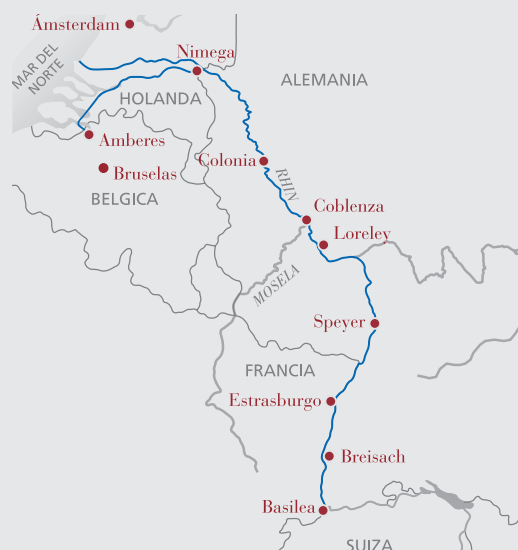 Ámsterdam
Nimega
MAR DEL
NORTE
ALEMANIA
HOLANDA
Amberes
Colonia
Bruselas
RHIN
BELGICA
Coblenza
Loreley
MOSELA
Speyer
FRANCIA
Estrasburgo
Breisach
Basilea
SUIZA